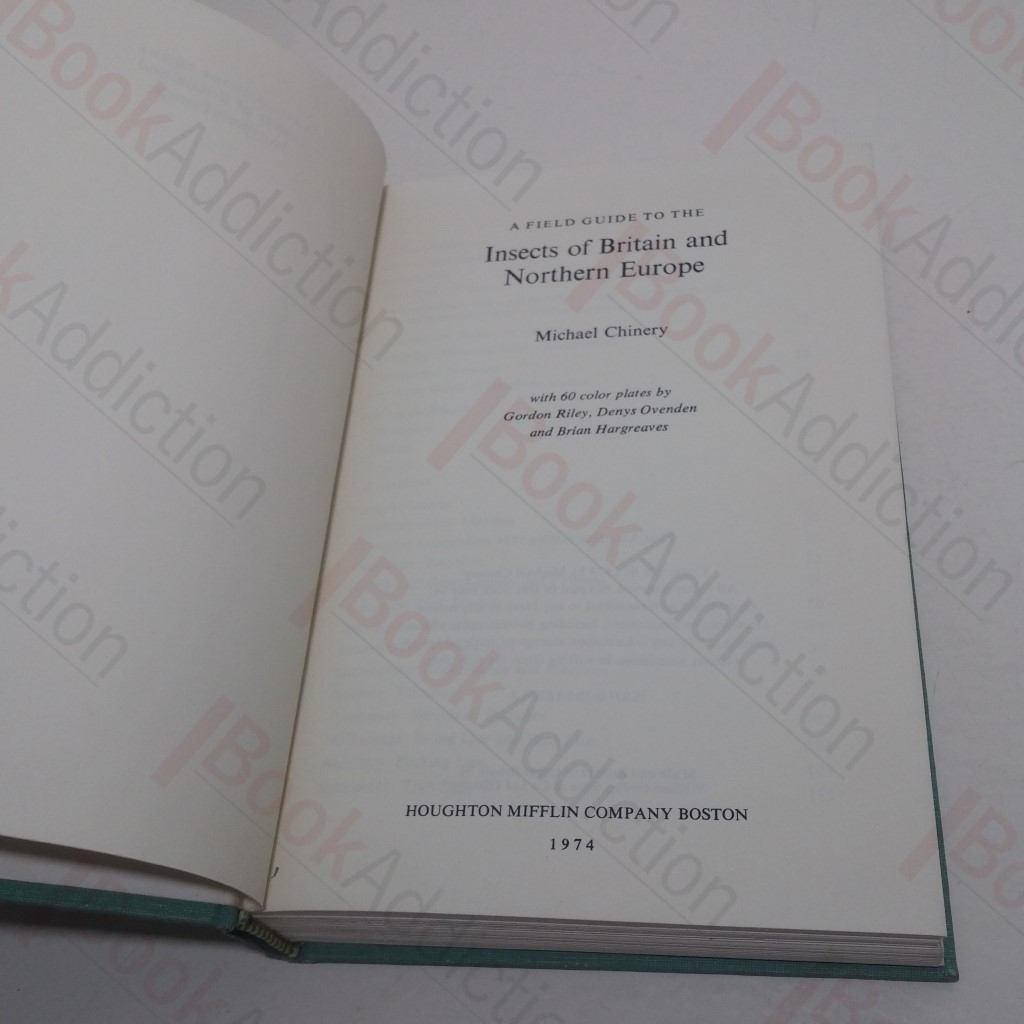 A FIELD GUIDE TO THE
Insects of Britain and
Northern Europe
Michael Chinery
with 60 color plates by
Gordon Riley, Denys Ovenden
and Brian Hargreaves
HOUGHTON MIFFLIN COMPANY BOSTON
1974
BookAddiction